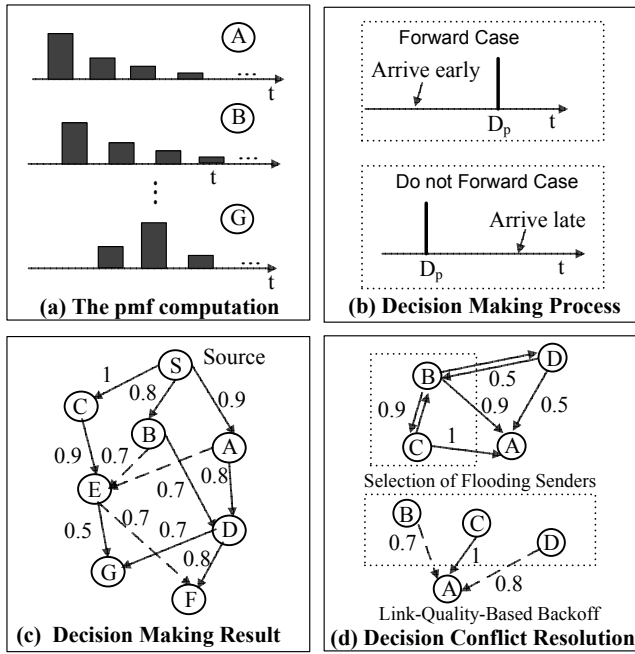 A
t
B
t
G
t
(a) The pmf computation
Forward Case
Arrive early
Dp
t
Do not Forward Case
Arrive late
Dp
t
(b) Decision Making Process
S
Source
1
0.8
0.9
C
B
A
0.9
0.7
0.7
0.8
E
D
0.5
0.7
0.7
0.8
G
F
(c) Decision Making Result
B
D
0.5
0.9
0.9
0.5
C
1
A
Selection of Flooding Senders
B
C
D
0.7
1
0.8
A
Link-Quality-Based Backoff
(d) Decision Conflict Resolution